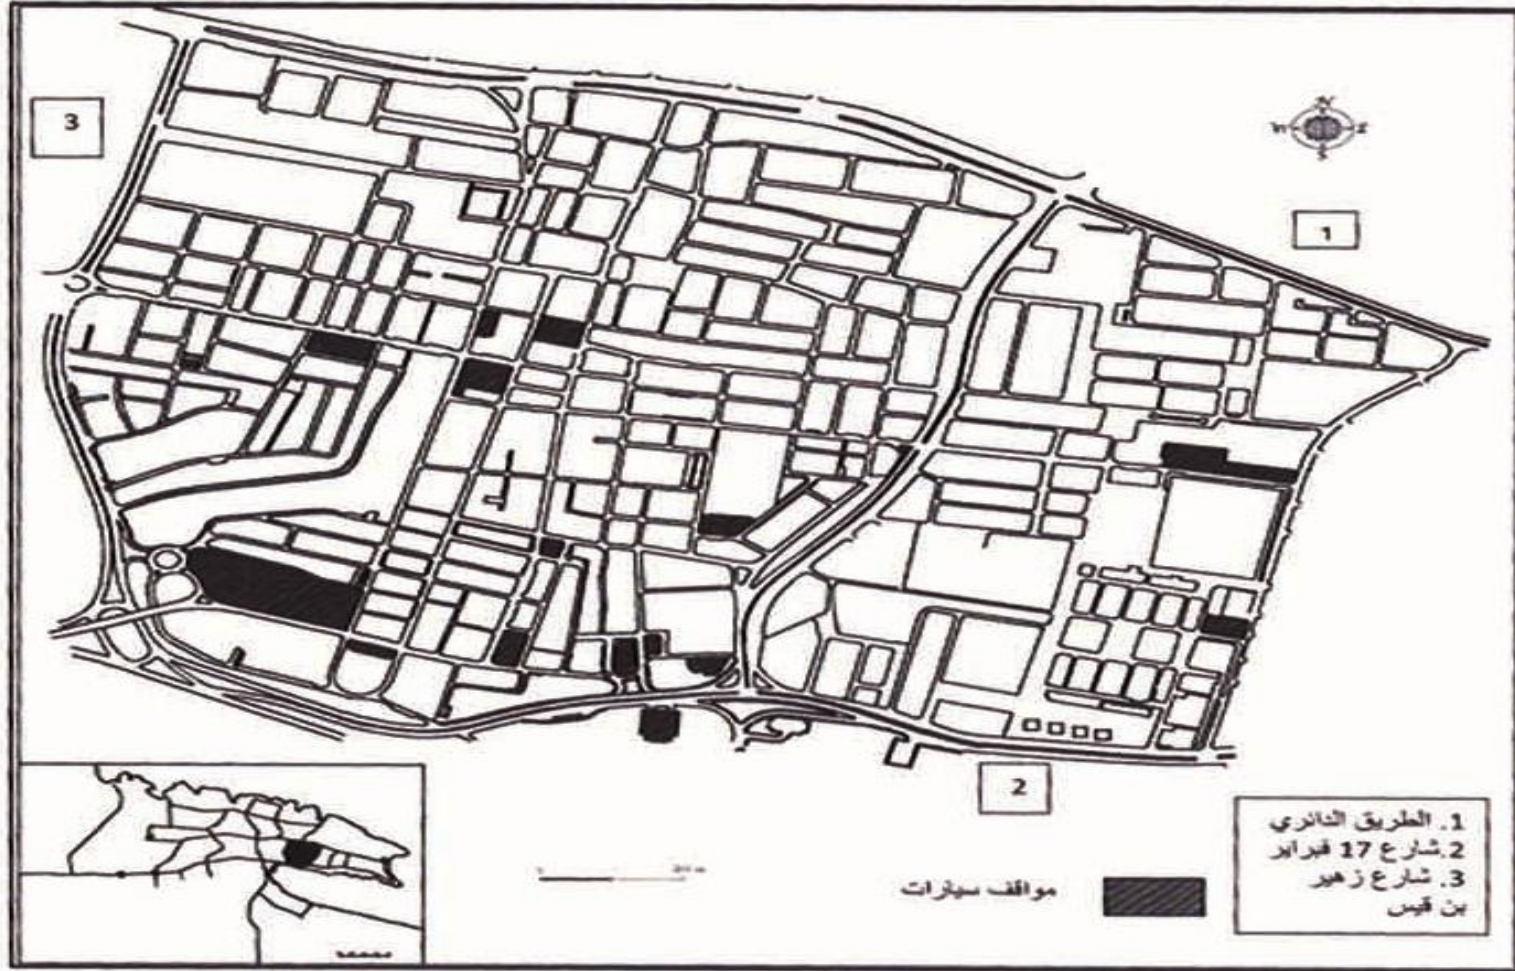 3
N
S
1
2
1. الطريق الدائري
2.شارع 17 فبراير
3. شارع زهير
بن قيس
مواقف سيارات